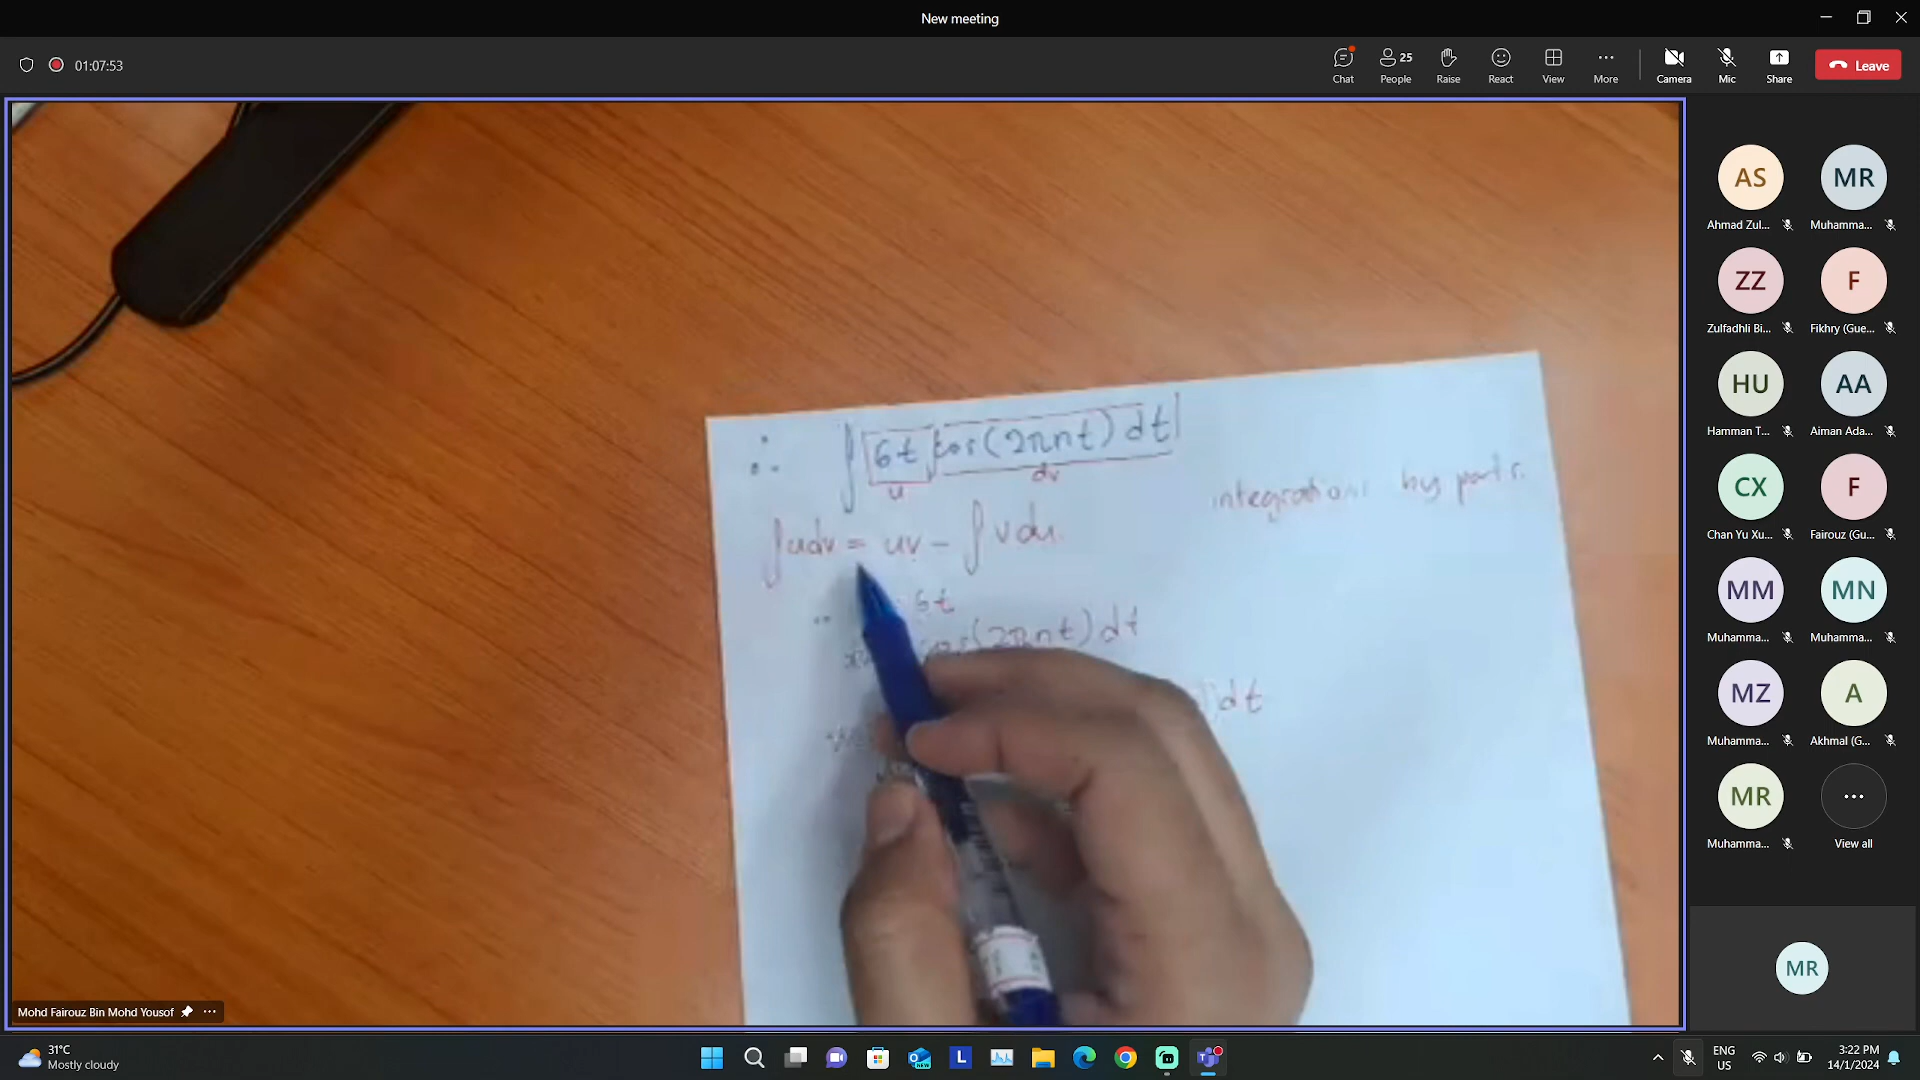 New meeting
01:07:53
Chat
25
People
Raise
React
View
More
Camera
Mic
Share
Leave
∴ ∫ 6t cos(2πnt) dt
u dv
integration by parts.
∫udv = uv - ∫vdu.
6t
(2πnt) dt
dt
Mohd Fairouz Bin Mohd Yousof
AS
Ahmad Zul...
MR
Muhamma...
ZZ
Zulfadhli Bi...
F
Fikhry (Gue...
HU
Hamman T...
AA
Aiman Ada...
CX
Chan Yu Xu...
F
Fairouz (Gu...
MM
Muhamma...
MN
Muhamma...
MZ
Muhamma...
A
Akhmal (G...
MR
Muhamma...
View all
MR
31°C
Mostly cloudy
NEW
L
ENG
US
3:22 PM
14/1/2024